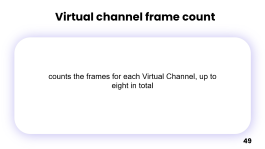 Virtual channel frame count
counts the frames for each Virtual Channel, up to
eight in total
49